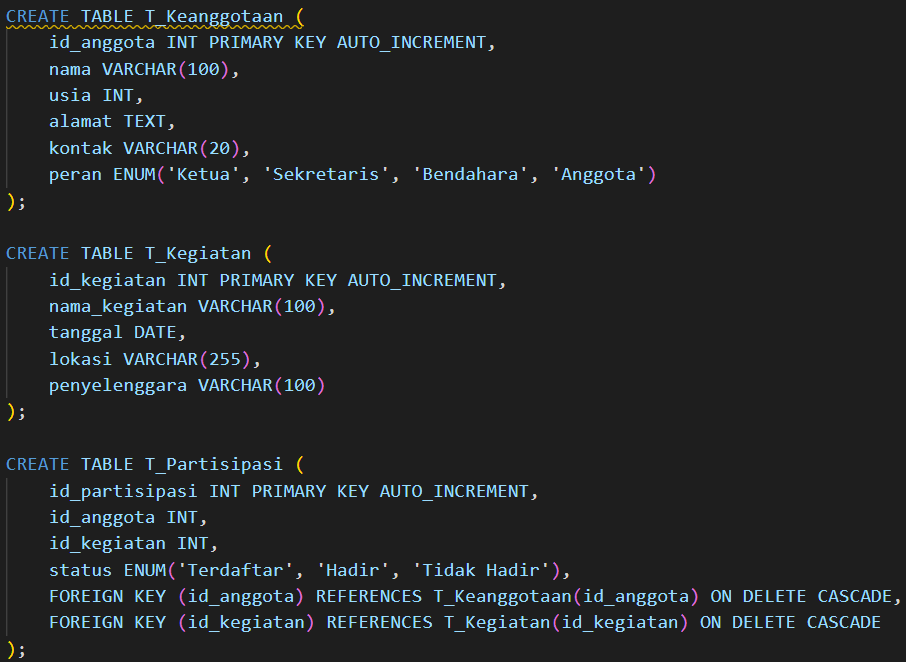 CREATE TABLE T_Keanggotaan (
    id_anggota INT PRIMARY KEY AUTO_INCREMENT,
    nama VARCHAR(100),
    usia INT,
    alamat TEXT,
    kontak VARCHAR(20),
    peran ENUM('Ketua', 'Sekretaris', 'Bendahara', 'Anggota')
);

CREATE TABLE T_Kegiatan (
    id_kegiatan INT PRIMARY KEY AUTO_INCREMENT,
    nama_kegiatan VARCHAR(100),
    tanggal DATE,
    lokasi VARCHAR(255),
    penyelenggara VARCHAR(100)
);

CREATE TABLE T_Partisipasi (
    id_partisipasi INT PRIMARY KEY AUTO_INCREMENT,
    id_anggota INT,
    id_kegiatan INT,
    status ENUM('Terdaftar', 'Hadir', 'Tidak Hadir'),
    FOREIGN KEY (id_anggota) REFERENCES T_Keanggotaan(id_anggota) ON DELETE CASCADE,
    FOREIGN KEY (id_kegiatan) REFERENCES T_Kegiatan(id_kegiatan) ON DELETE CASCADE
);